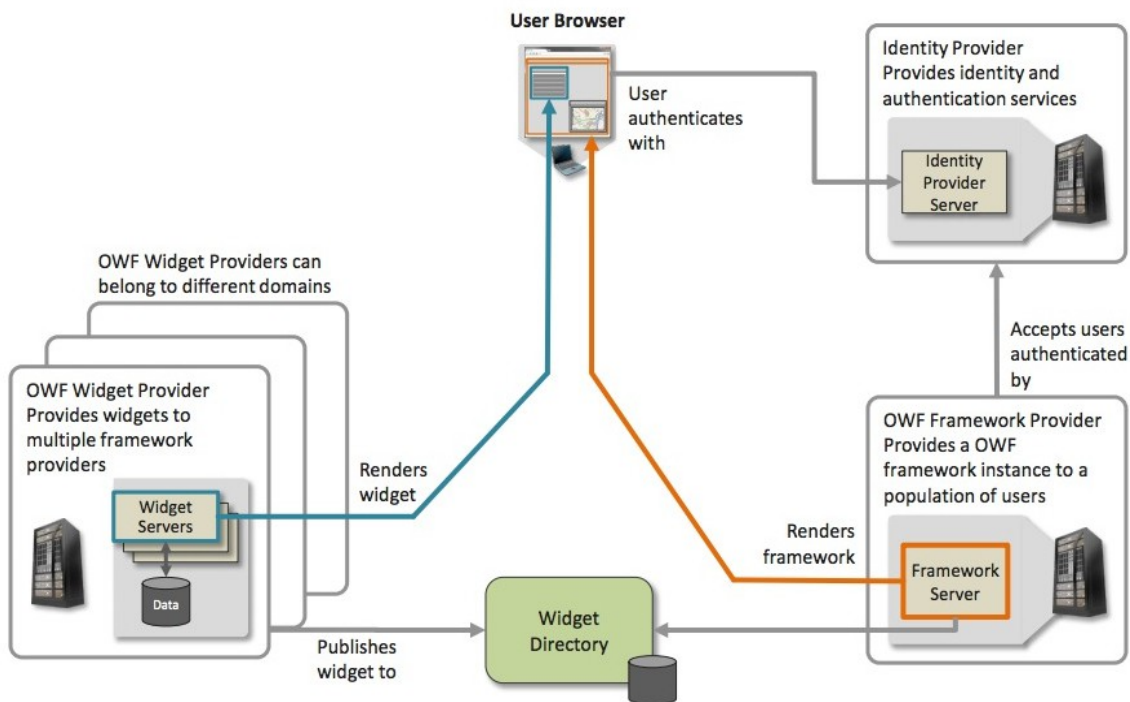 User Browser
User
authenticates
with
Identity Provider
Provides identity and
authentication services
Identity
Provider
Server
OWF Widget Providers can
belong to different domains
OWF Widget Provider
Provides widgets to
multiple framework
providers
Widget
Servers
Data
Renders
widget
Accepts users
authenticated
by
OWF Framework Provider
Provides a OWF
framework instance to a
population of users
Renders
framework
Framework
Server
Publishes
widget to
Widget
Directory